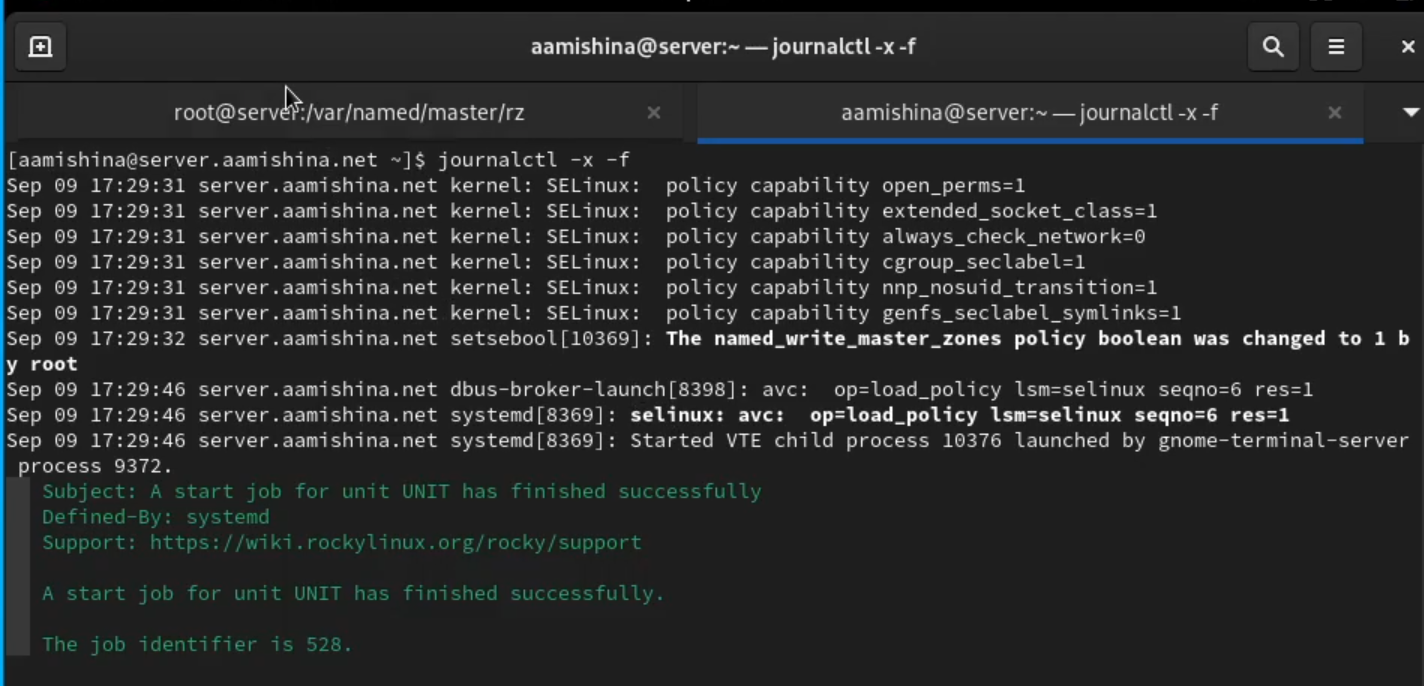 aamishina@server:~ — journalctl -x -f
root@server:/var/named/master/rz
aamishina@server:~ — journalctl -x -f
[aamishina@server.aamishina.net ~]$ journalctl -x -f
Sep 09 17:29:31 server.aamishina.net kernel: SELinux:  policy capability open_perms=1
Sep 09 17:29:31 server.aamishina.net kernel: SELinux:  policy capability extended_socket_class=1
Sep 09 17:29:31 server.aamishina.net kernel: SELinux:  policy capability always_check_network=0
Sep 09 17:29:31 server.aamishina.net kernel: SELinux:  policy capability cgroup_seclabel=1
Sep 09 17:29:31 server.aamishina.net kernel: SELinux:  policy capability nnp_nosuid_transition=1
Sep 09 17:29:31 server.aamishina.net kernel: SELinux:  policy capability genfs_seclabel_symlinks=1
Sep 09 17:29:32 server.aamishina.net setsebool[10369]: The named_write_master_zones policy boolean was changed to 1 b
y root
Sep 09 17:29:46 server.aamishina.net dbus-broker-launch[8398]: avc:  op=load_policy lsm=selinux seqno=6 res=1
Sep 09 17:29:46 server.aamishina.net systemd[8369]: selinux: avc:  op=load_policy lsm=selinux seqno=6 res=1
Sep 09 17:29:46 server.aamishina.net systemd[8369]: Started VTE child process 10376 launched by gnome-terminal-server
 process 9372.
Subject: A start job for unit UNIT has finished successfully
Defined-By: systemd
Support: https://wiki.rockylinux.org/rocky/support
A start job for unit UNIT has finished successfully.
The job identifier is 528.